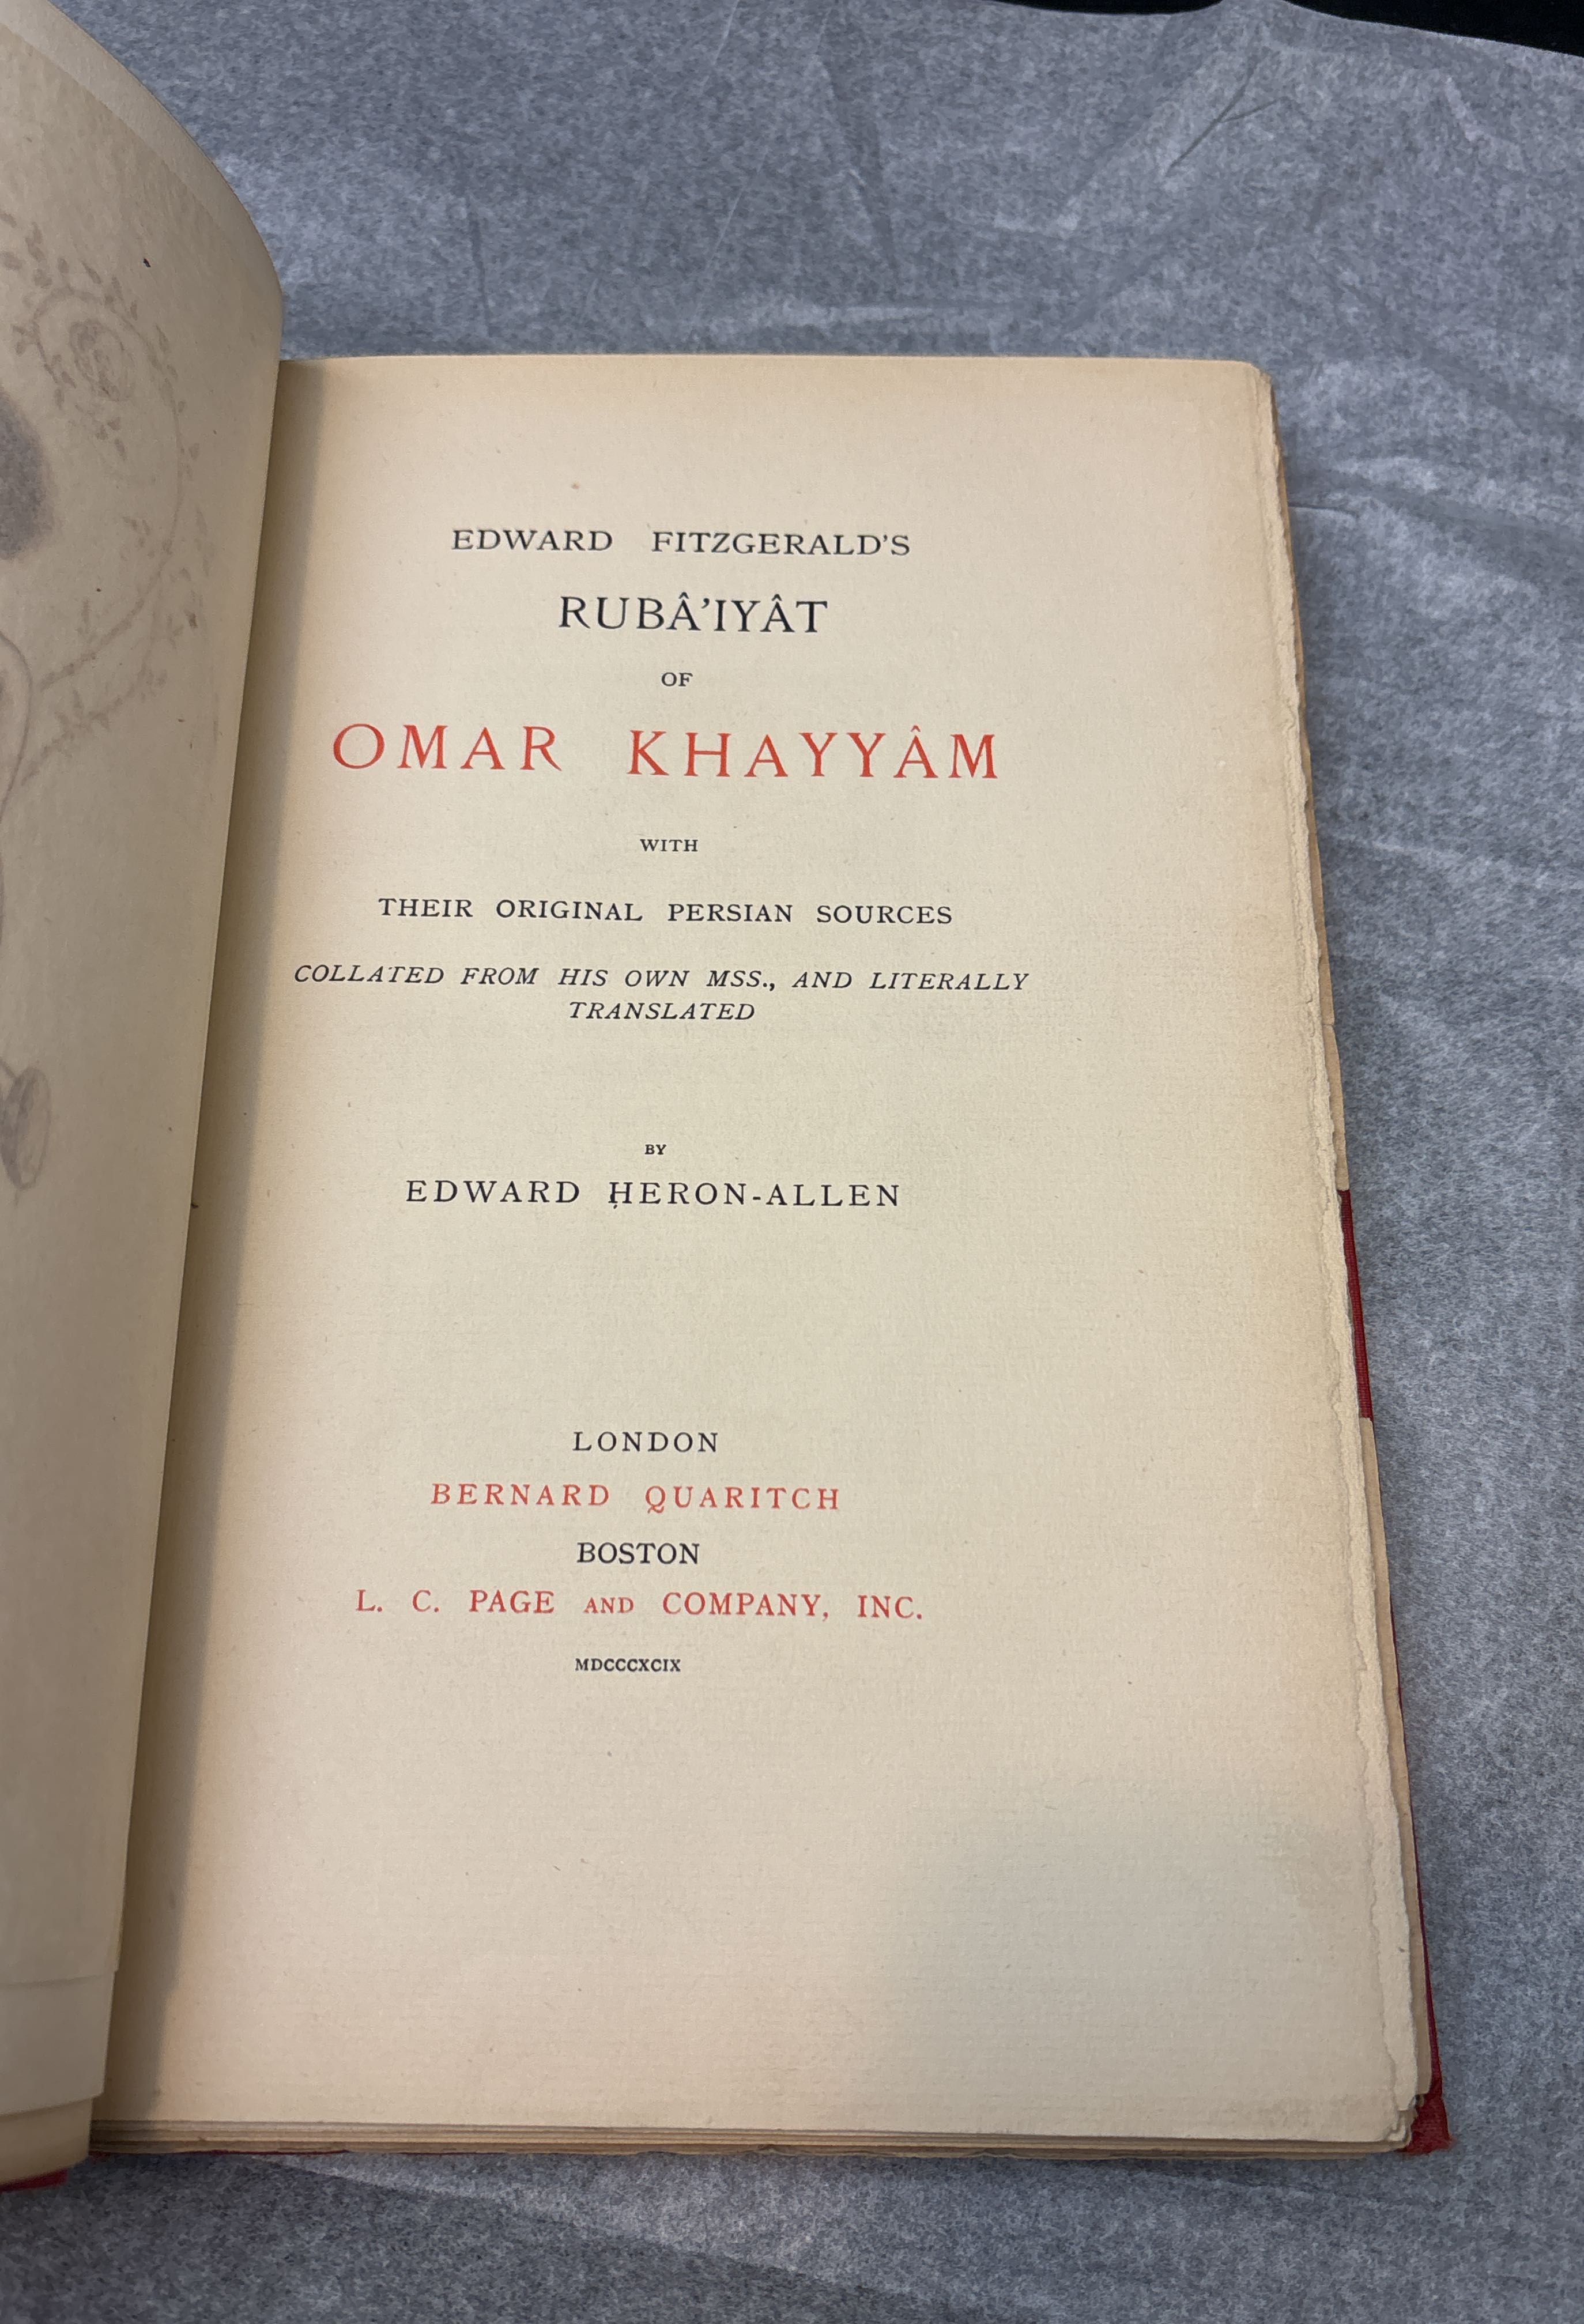 EDWARD FITZGERALD'S
RUBÂ'IYÂT
OF
OMAR KHAYYÂM
WITH
THEIR ORIGINAL PERSIAN SOURCES
COLLATED FROM HIS OWN MSS., AND LITERALLY
TRANSLATED
BY
EDWARD ḤERON-ALLEN
LONDON
BERNARD QUARITCH
BOSTON
L. C. PAGE AND COMPANY, INC.
MDCCCXCIX